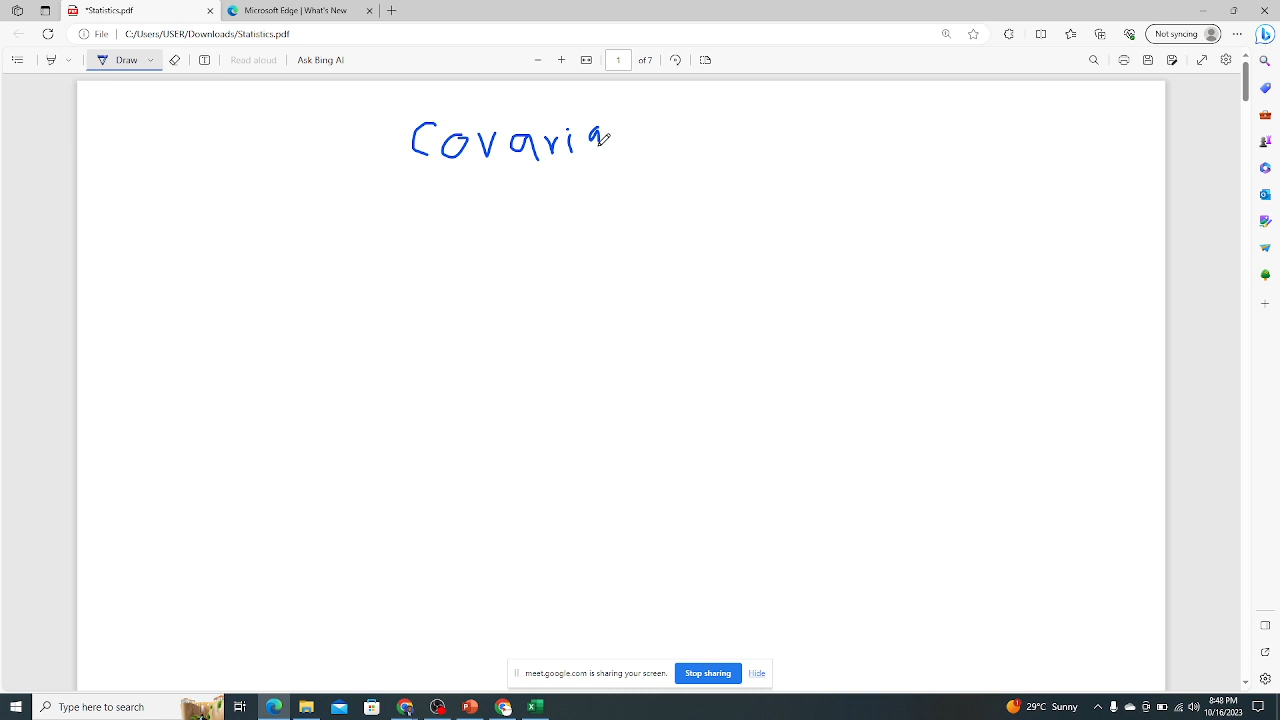 *Statistics.pdf
Microsoft Edge | What's New
File
C:/Users/USER/Downloads/Statistics.pdf
Not syncing
Draw
Read aloud
Ask Bing AI
1
of 7
Covaria
meet.google.com is sharing your screen.
Stop sharing
Hide
Type here to search
29°C Sunny
8:48 PM
10/16/2023